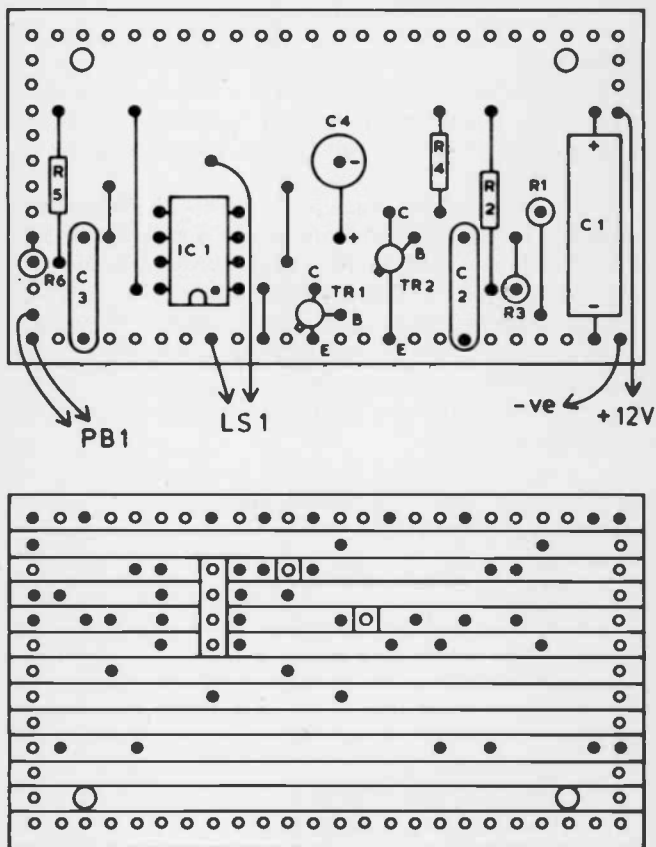 C4
R5
R4
R2
R1
C1
+
-
IC1
C
B
TR2
E
C
TR1
B
E
+
-
R6
C3
C2
R3
PB1
LS1
-ve
+12V